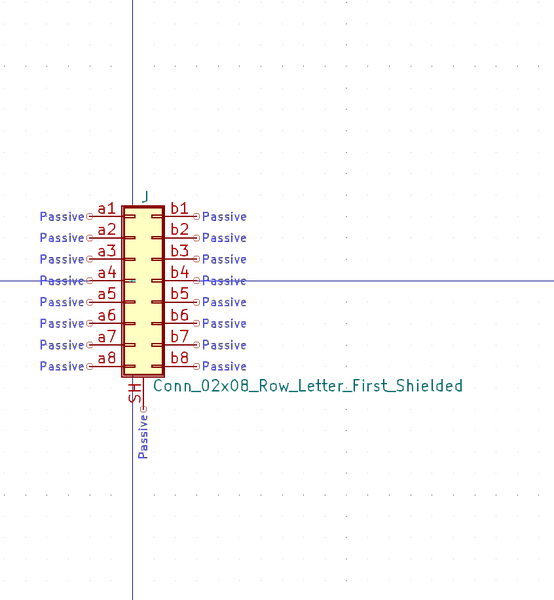 J
Passive a1 b1 Passive
Passive a2 b2 Passive
Passive a3 b3 Passive
Passive a4 b4 Passive
Passive a5 b5 Passive
Passive a6 b6 Passive
Passive a7 b7 Passive
Passive a8 b8 Passive
SH Conn_02x08_Row_Letter_First_Shielded
Passive